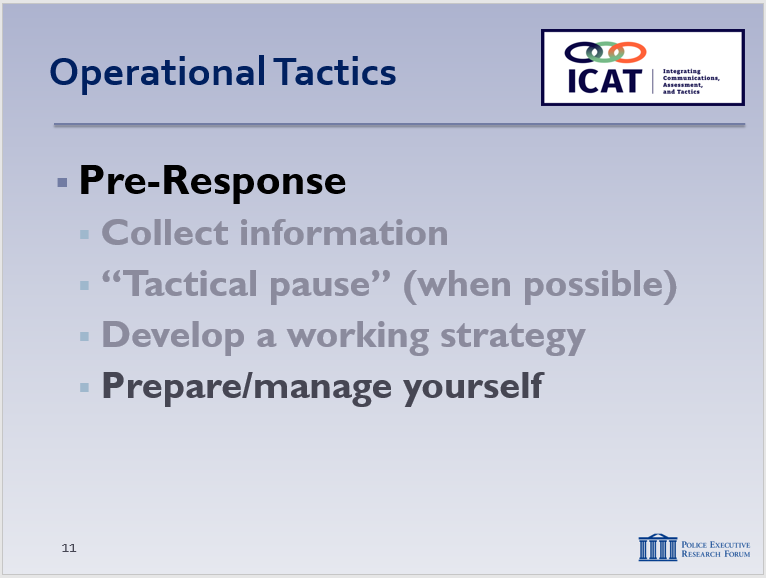 Operational Tactics
ICAT
Integrating
Communications,
Assessment,
and Tactics
Pre-Response
Collect information
“Tactical pause” (when possible)
Develop a working strategy
Prepare/manage yourself
11
Police Executive
Research Forum